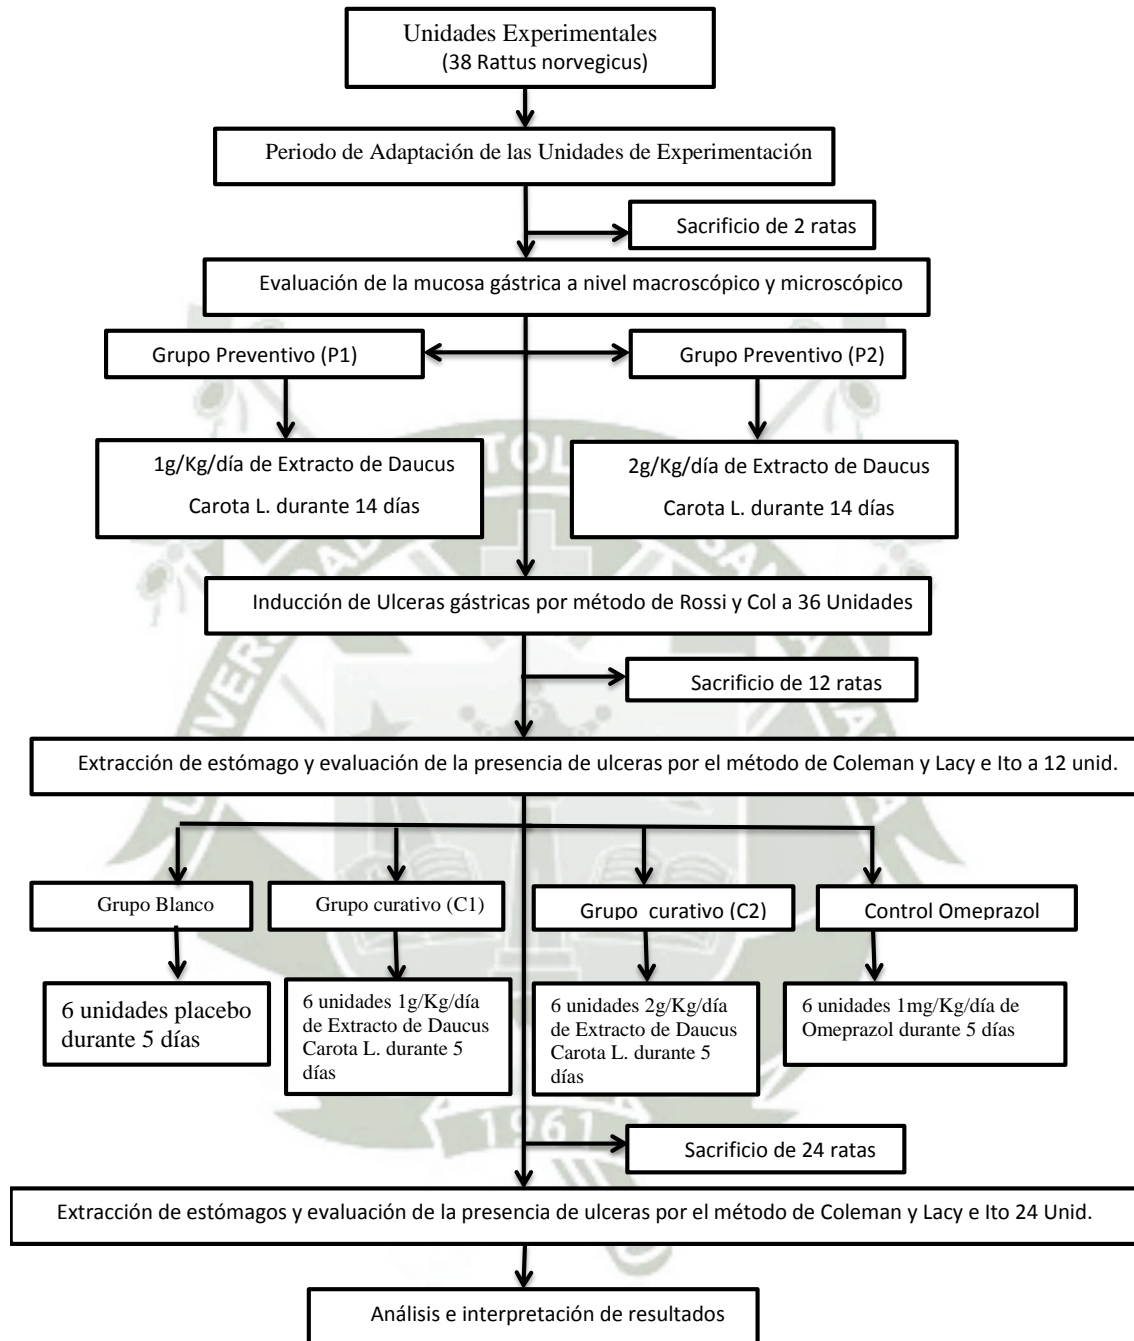 Unidades Experimentales
(38 Rattus norvegicus)
Periodo de Adaptación de las Unidades de Experimentación
Sacrificio de 2 ratas
Evaluación de la mucosa gástrica a nivel macroscópico y microscópico
Grupo Preventivo (P1)
Grupo Preventivo (P2)
1g/Kg/día de Extracto de Daucus
Carota L. durante 14 días
2g/Kg/día de Extracto de Daucus
Carota L. durante 14 días
Inducción de Ulceras gástricas por método de Rossi y Col a 36 Unidades
Sacrificio de 12 ratas
Extracción de estómago y evaluación de la presencia de ulceras por el método de Coleman y Lacy e Ito a 12 unid.
Grupo Blanco
Grupo curativo (C1)
Grupo curativo (C2)
Control Omeprazol
6 unidades placebo
durante 5 días
6 unidades 1g/Kg/día
de Extracto de Daucus
Carota L. durante 5
días
6 unidades 2g/Kg/día
de Extracto de Daucus
Carota L. durante 5
días
6 unidades 1mg/Kg/día de
Omeprazol durante 5 días
1961
Sacrificio de 24 ratas
Extracción de estómagos y evaluación de la presencia de ulceras por el método de Coleman y Lacy e Ito 24 Unid.
Análisis e interpretación de resultados